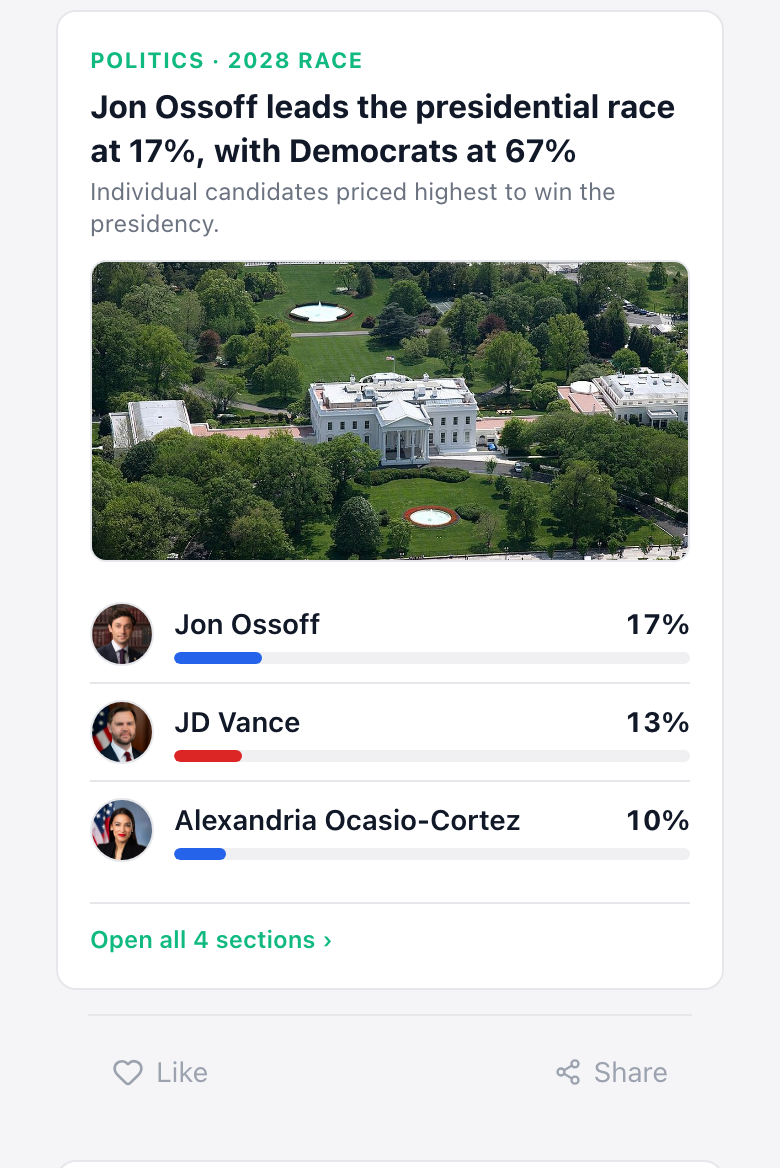 POLITICS · 2028 RACE
Jon Ossoff leads the presidential race
at 17%, with Democrats at 67%
Individual candidates priced highest to win the
presidency.
Jon Ossoff 17%
JD Vance 13%
Alexandria Ocasio-Cortez 10%
Open all 4 sections ›
Like Share